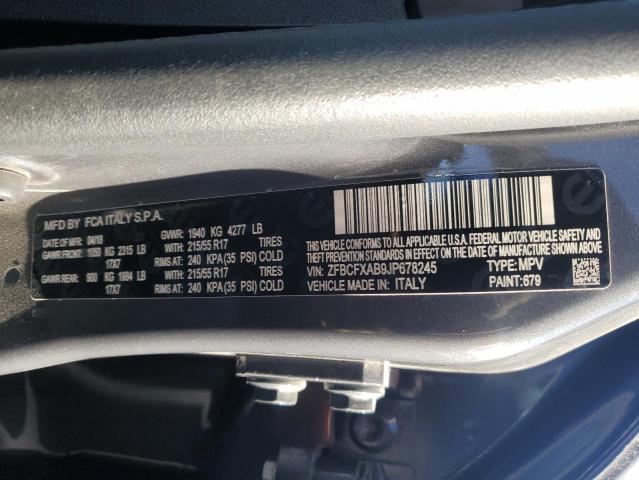 MFD BY FCA ITALY S.P.A.
DATE OF MFR 04/18 GVWR: 1940 KG 4277 LB
GAWR FRONT: 1050 KG 2315 LB WITH: 215/55 R17 TIRES
17X7 RIMS AT: 240 KPA(35 PSI) COLD
GAWR REAR: 900 KG 1984 LB WITH: 215/55 R17 TIRES
17X7 RIMS AT: 240 KPA(35 PSI) COLD
THIS VEHICLE CONFORMS TO ALL APPLICABLE U.S.A. FEDERAL MOTOR VEHICLE
SAFETY, BUMPER, AND THEFT PREVENTION STANDARDS IN EFFECT ON THE DATE OF
MANUFACTURE SHOWN ABOVE.
VIN: ZFBCFXAB9JP678245 TYPE: MPV
VEHICLE MADE IN: ITALY PAINT:679